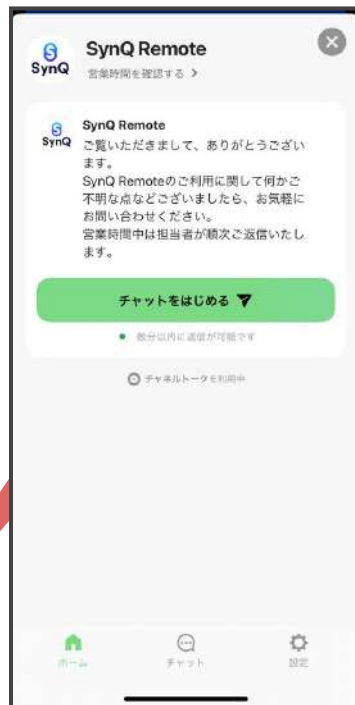 SynQ
SynQ Remote
営業時間を確認する >
SynQ
SynQ Remote
ご覧いただきまして、ありがとうござい
ます。
SynQ Remoteのご利用に関して何かご
不明な点などございましたら、お気軽に
お問い合わせください。
営業時間中は担当者が順次ご返信いたし
ます。
チャットをはじめる
数分以内に返信が可能です
チャネルトークを利用中
ホーム
チャット
設定